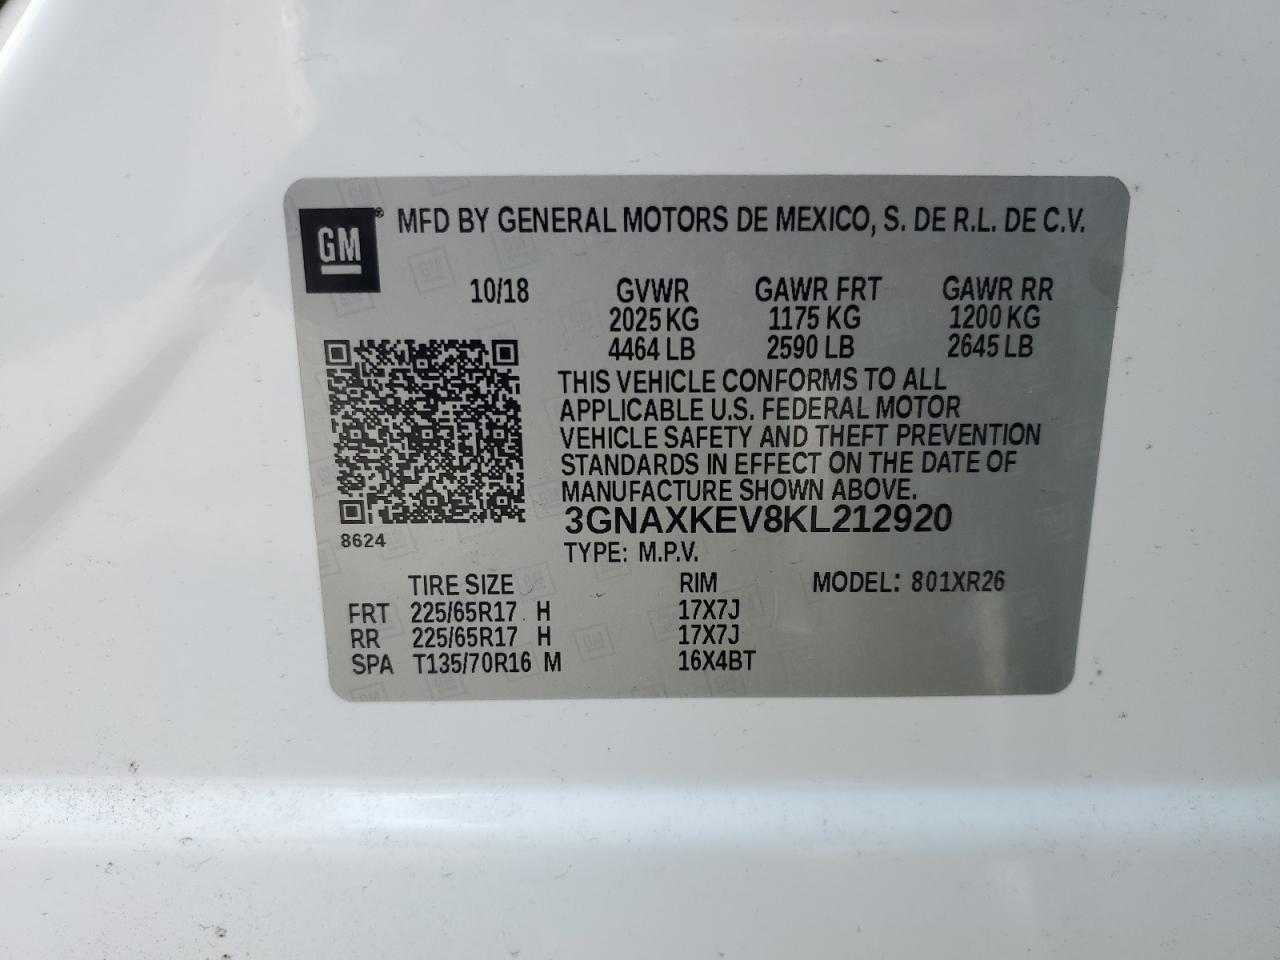 GM® MFD BY GENERAL MOTORS DE MEXICO, S. DE R.L. DE C.V.
10/18 GVWR GAWR FRT GAWR RR
2025 KG 1175 KG 1200 KG
4464 LB 2590 LB 2645 LB
THIS VEHICLE CONFORMS TO ALL
APPLICABLE U.S. FEDERAL MOTOR
VEHICLE SAFETY AND THEFT PREVENTION
STANDARDS IN EFFECT ON THE DATE OF
MANUFACTURE SHOWN ABOVE.
3GNAXKEV8KL212920
8624
TYPE: M.P.V.
TIRE SIZE RIM MODEL: 801XR26
FRT 225/65R17 H 17X7J
RR 225/65R17 H 17X7J
SPA T135/70R16 M 16X4BT